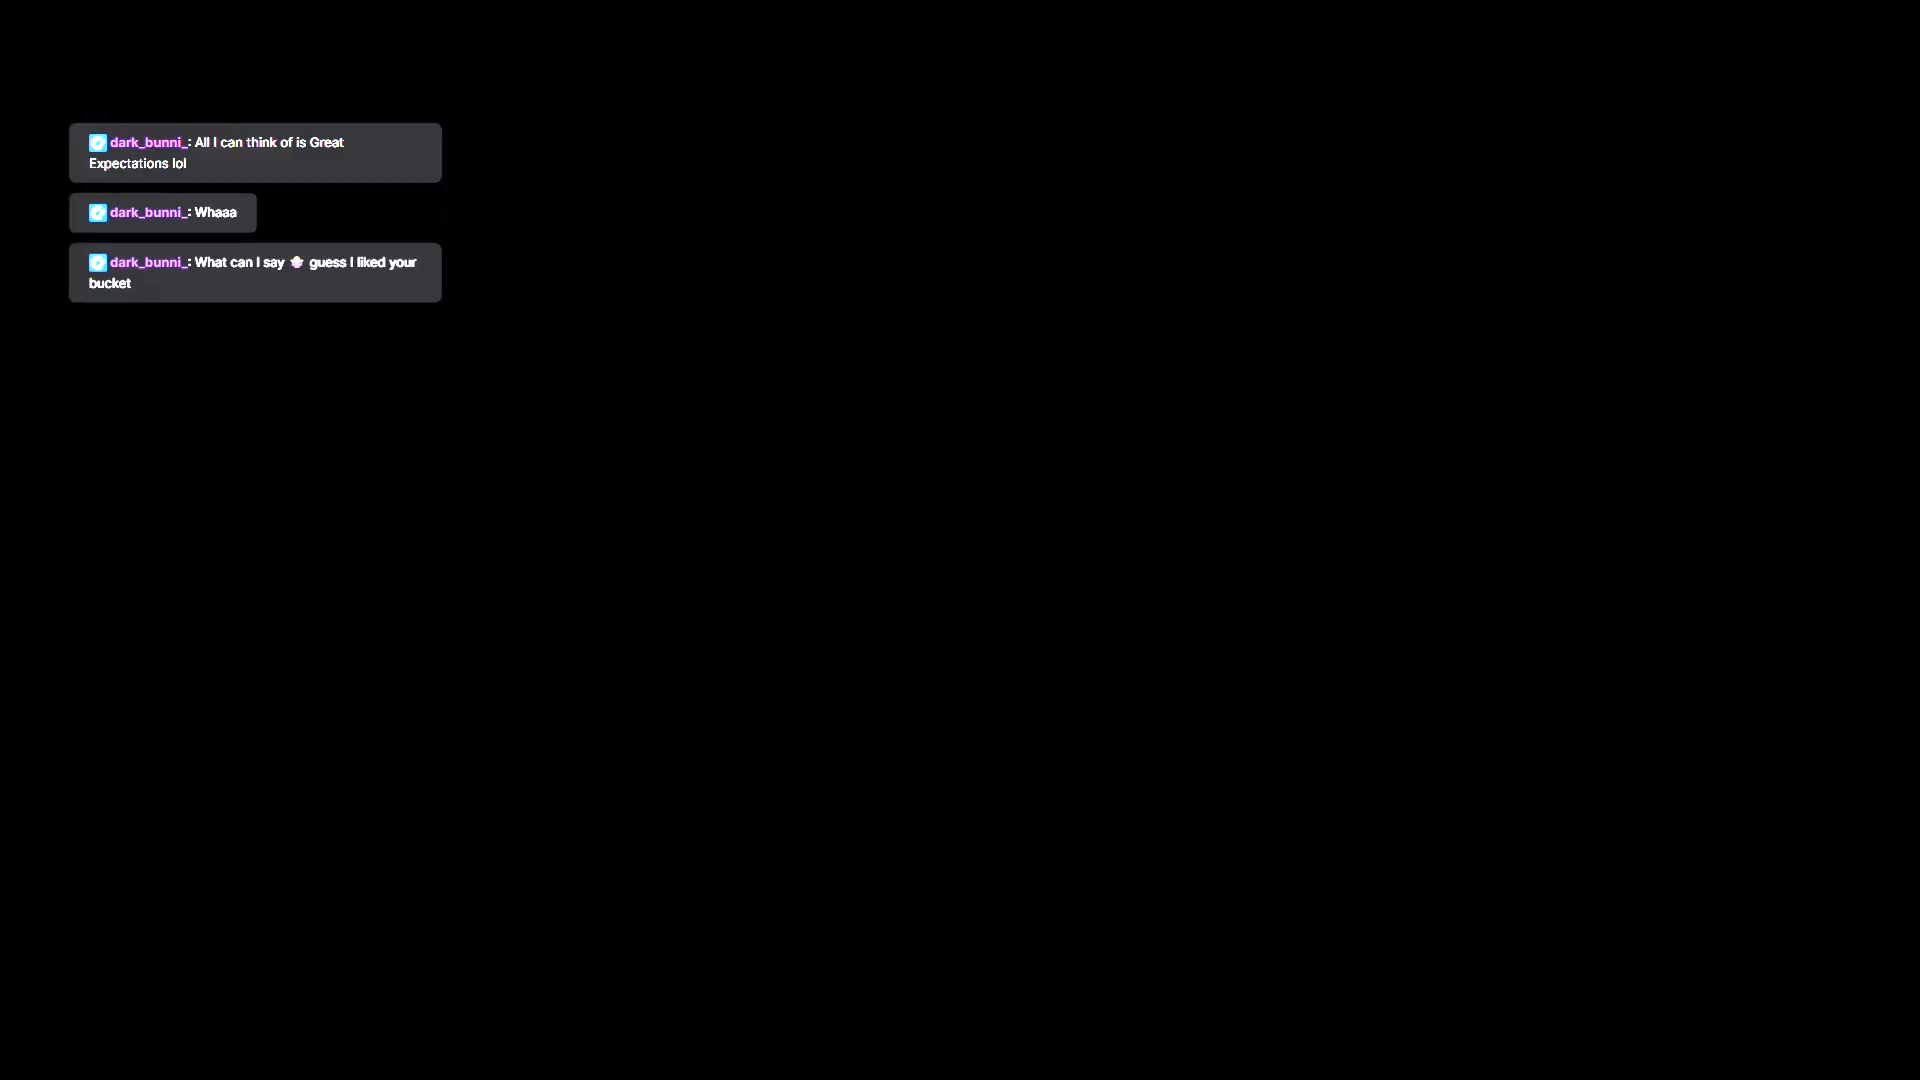 dark_bunni_: All I can think of is Great
Expectations lol
dark_bunni_: Whaaa
dark_bunni_: What can I say guess I liked your
bucket